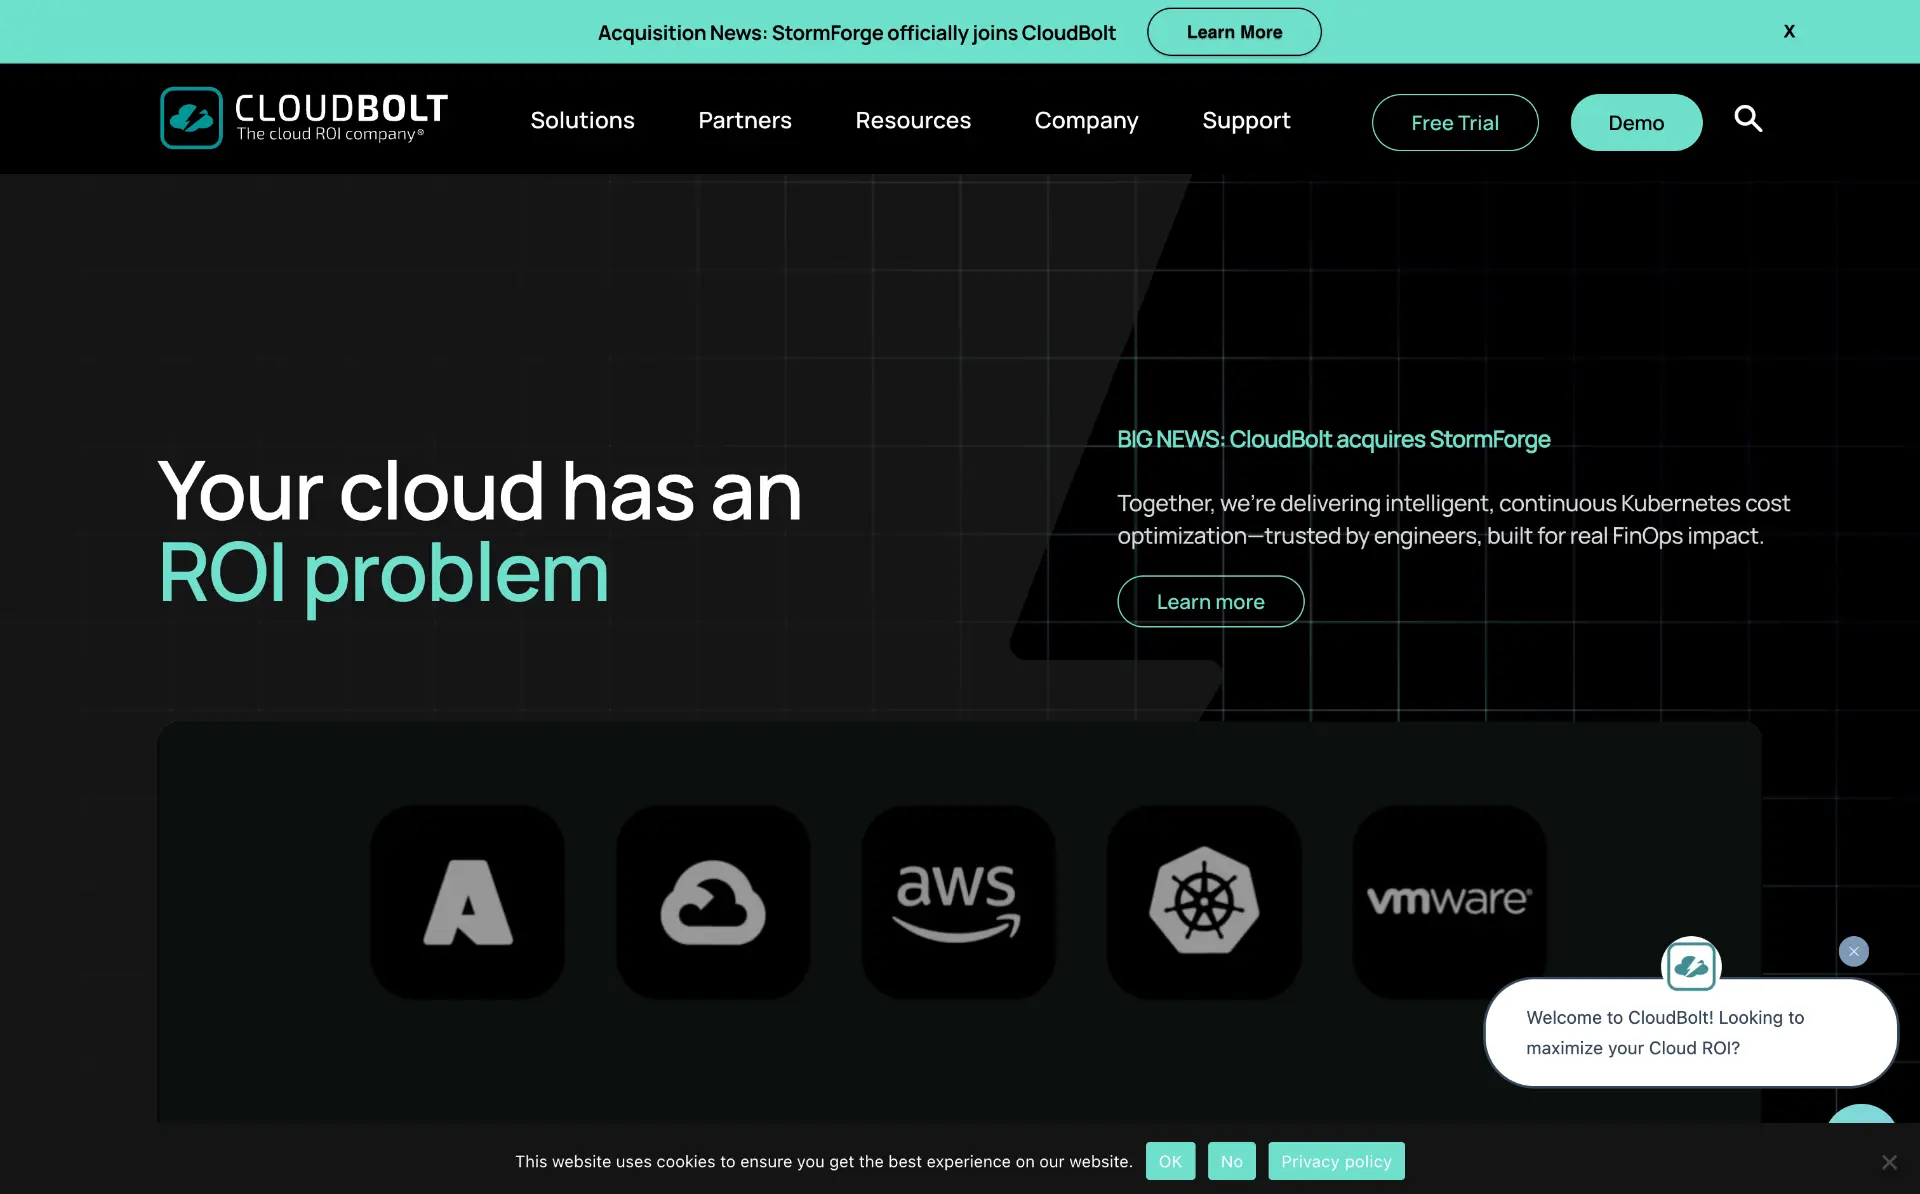 Acquisition News: StormForge officially joins CloudBolt
Learn More
X
CLOUDBOLT
The cloud ROI company®
Solutions
Partners
Resources
Company
Support
Free Trial
Demo
Your cloud has an
ROI problem
BIG NEWS: CloudBolt acquires StormForge
Together, we're delivering intelligent, continuous Kubernetes cost
optimization—trusted by engineers, built for real FinOps impact.
Learn more
aws
vmware®
Welcome to CloudBolt! Looking to
maximize your Cloud ROI?
This website uses cookies to ensure you get the best experience on our website.
OK
No
Privacy policy